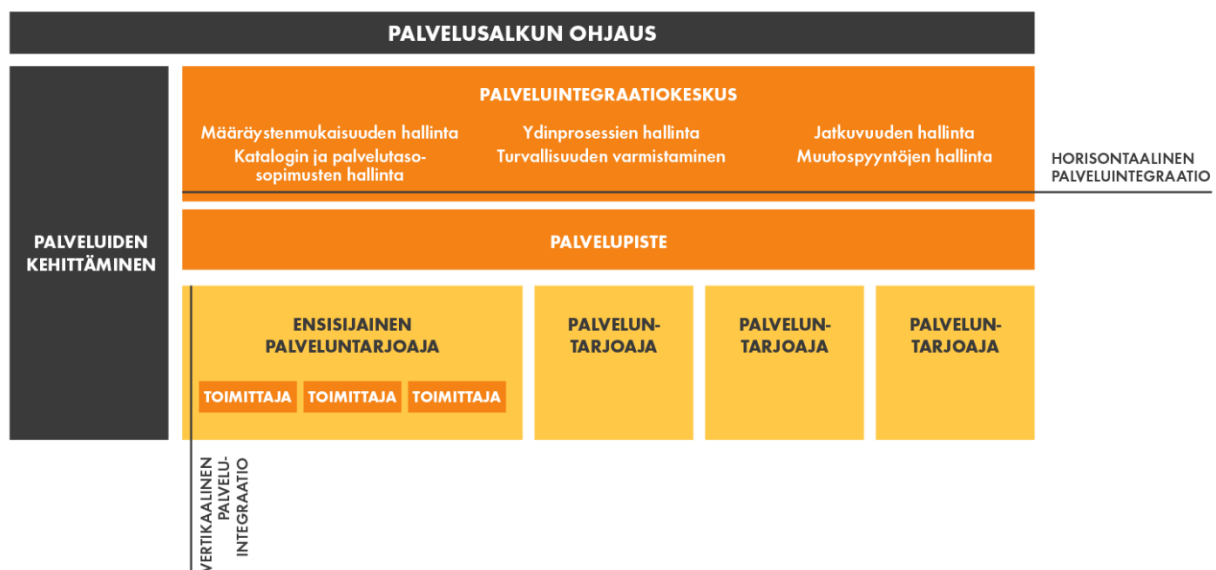 PALVELUSALKUN OHJAUS
PALVELUIDEN
KEHITTÄMINEN
PALVELUINTEGRAATIOKESKUS
Määräystenmukaisuuden hallinta
Katalogin ja palvelutaso-
sopimusten hallinta
Ydinprosessien hallinta
Turvallisuuden varmistaminen
Jatkuvuuden hallinta
Muutospyyntöjen hallinta
HORISONTAALINEN
PALVELUINTEGRAATIO
PALVELUPISTE
ENSISIJAINEN
PALVELUNTARJOAJA
TOIMITTAJA
TOIMITTAJA
TOIMITTAJA
PALVELUN-
TARJOAJA
PALVELUN-
TARJOAJA
PALVELUN-
TARJOAJA
VERTIKAALINEN
PALVELU-
INTEGRAATIO